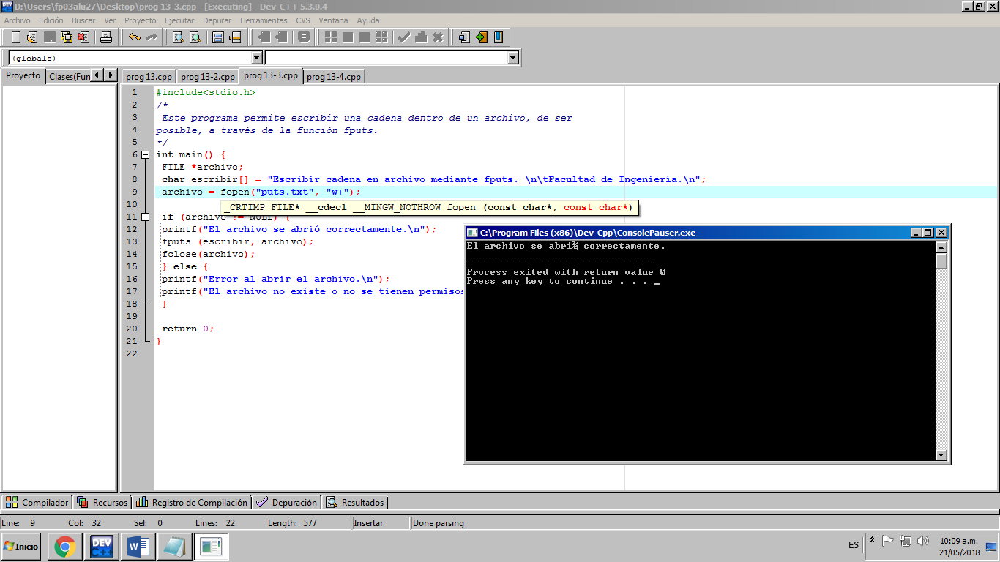 D:\Users\fp03alu27\Desktop\prog 13-3.cpp - [Executing] - Dev-C++ 5.3.0.4
Archivo Edición Buscar Ver Proyecto Ejecutar Depurar Herramientas CVS Ventana Ayuda
(globals)
Proyecto Clases(Fun prog 13.cpp prog 13-2.cpp prog 13-3.cpp prog 13-4.cpp
1 #include<stdio.h>
2 /*
3 Este programa permite escribir una cadena dentro de un archivo, de ser
4 posible, a través de la función fputs.
5 */
6 int main() {
7 FILE *archivo;
8 char escribir[] = "Escribir cadena en archivo mediante fputs. \n\tFacultad de Ingeniería.\n";
9 archivo = fopen("puts.txt", "w+");
10
_CRTIMP FILE* __cdecl __MINGW_NOTHROW fopen (const char*, const char*)
11 if (archivo != NULL) {
12 printf("El archivo se abrió correctamente.\n");
13 fputs (escribir, archivo);
14 fclose(archivo);
15 } else {
16 printf("Error al abrir el archivo.\n");
17 printf("El archivo no existe o no se tienen permisos
18 }
19
20 return 0;
21 }
22
C:\Program Files (x86)\Dev-Cpp\ConsolePauser.exe
El archivo se abri¾ correctamente.
--------------------------------
Process exited with return value 0
Press any key to continue . . . _
Compilador Recursos Registro de Compilación Depuración Resultados
Line: 9 Col: 32 Sel: 0 Lines: 22 Length: 577 Insertar Done parsing
Inicio DEV C++ W ES 10:09 a.m.
21/05/2018